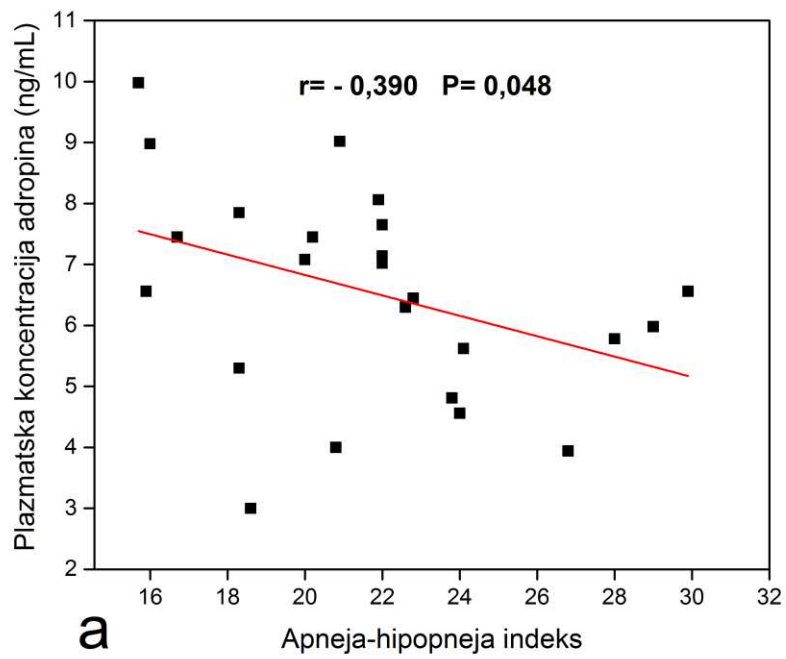 r= - 0,390 P= 0,048
Plazmatska koncentracija adropina (ng/mL)
11
10
9
8
7
6
5
4
3
2
16 18 20 22 24 26 28 30 32
a
Apneja-hipopneja indeks